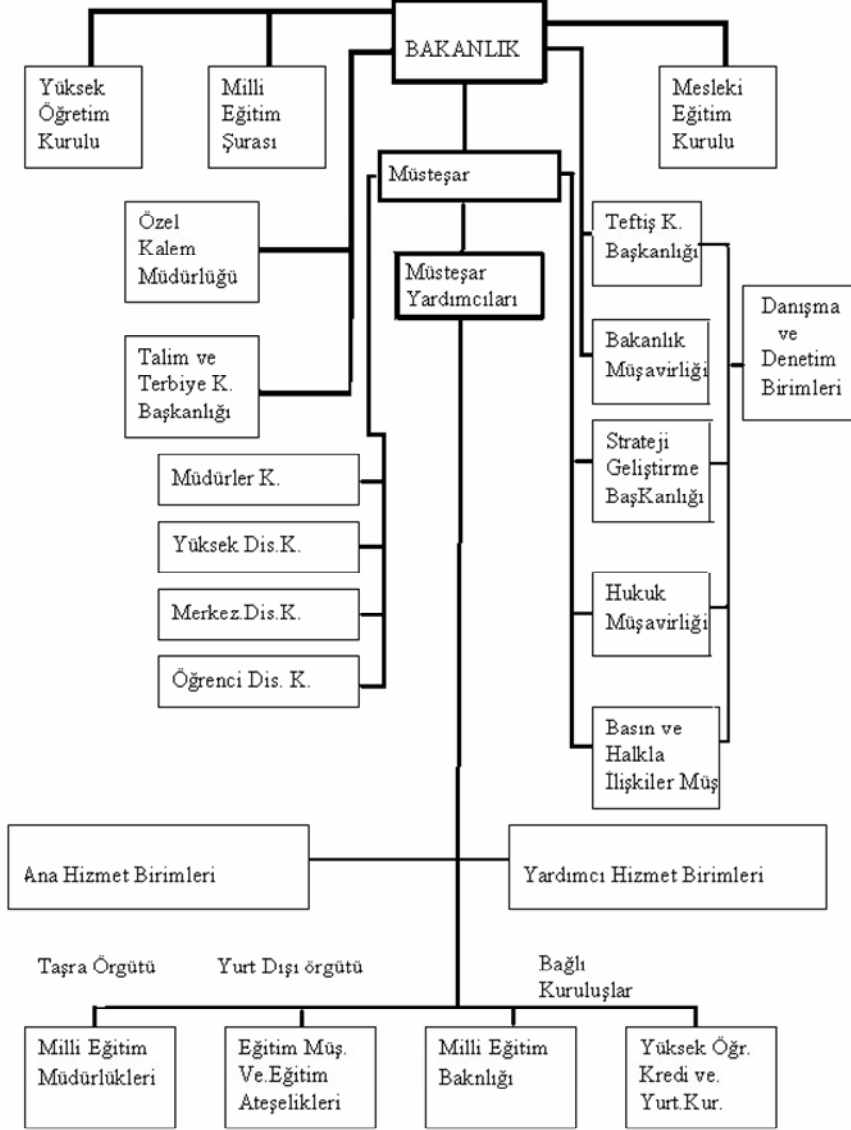 BAKANLIK
Yüksek
Öğretim
Kurulu
Milli
Eğitim
Şurası
Mesleki
Eğitim
Kurulu
Müsteşar
Özel
Kalem
Müdürlüğü
Müsteşar
Yardımcıları
Teftiş K.
Başkanlığı
Danışma
ve
Denetim
Birimleri
Talim ve
Terbiye K.
Başkanlığı
Bakanlık
Müşavirliği
Strateji
Geliştirme
BaşKanlığı
Müdürler K.
Yüksek Dis.K.
Merkez.Dis.K.
Öğrenci Dis. K.
Hukuk
Müşavirliği
Basın ve
Halkla
İlişkiler Müş
Ana Hizmet Birimleri
Yardımcı Hizmet Birimleri
Taşra Örgütü
Yurt Dışı örgütü
Bağlı
Kuruluşlar
Milli Eğitim
Müdürlükleri
Eğitim Müş.
Ve.Eğitim
Ateşelikleri
Milli Eğitim
Baknlığı
Yüksek Öğr.
Kredi ve.
Yurt.Kur.